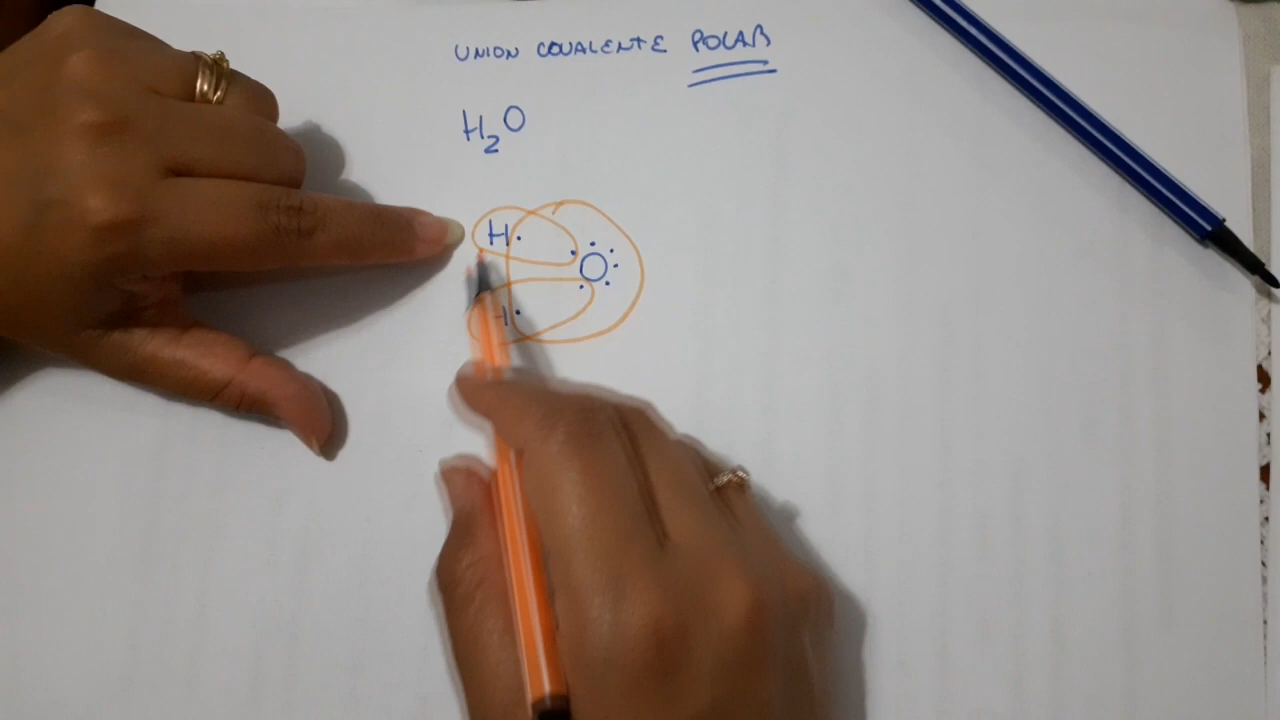 UNION COVALENTE POLAR
H₂O
H. O
H.